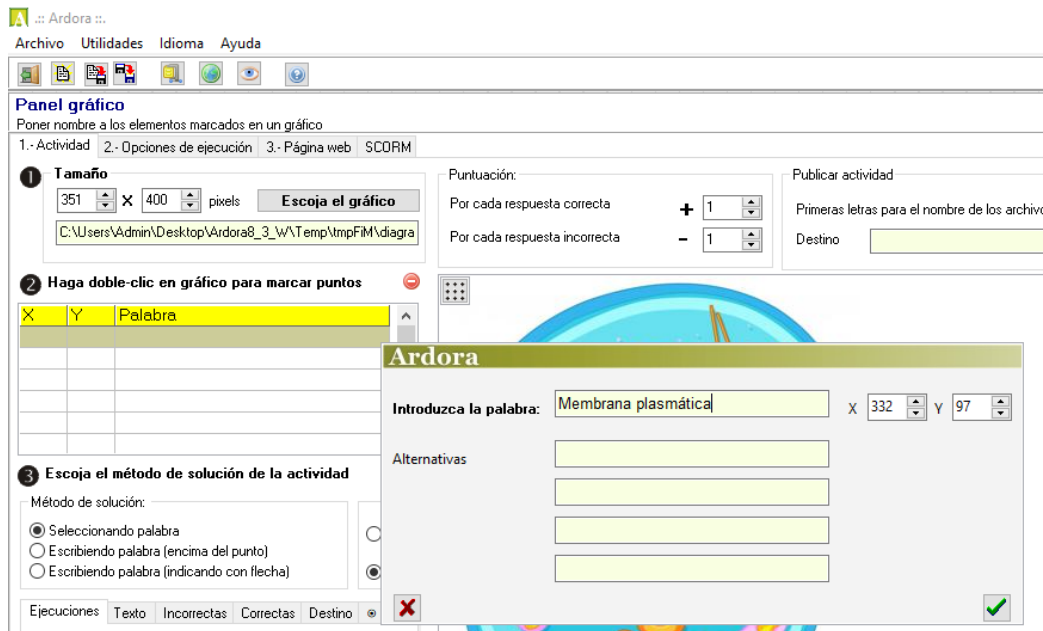 A .:: Ardora ::.
Archivo Utilidades Idioma Ayuda
Panel gráfico
Poner nombre a los elementos marcados en un gráfico
1.- Actividad 2.- Opciones de ejecución 3.- Página web SCORM
1 Tamaño
351 X 400 pixels Escoja el gráfico
C:\Users\Admin\Desktop\Ardora8_3_W\Temp\tmpFiM\diagra
Puntuación:
Por cada respuesta correcta + 1
Por cada respuesta incorrecta - 1
Publicar actividad
Primeras letras para el nombre de los archivo
Destino
2 Haga doble-clic en gráfico para marcar puntos
X Y Palabra
Ardora
Introduzca la palabra: Membrana plasmática X 332 Y 97
Alternativas
3 Escoja el método de solución de la actividad
Método de solución:
Seleccionando palabra
Escribiendo palabra (encima del punto)
Escribiendo palabra (indicando con flecha)
Ejecuciones Texto Incorrectas Correctas Destino